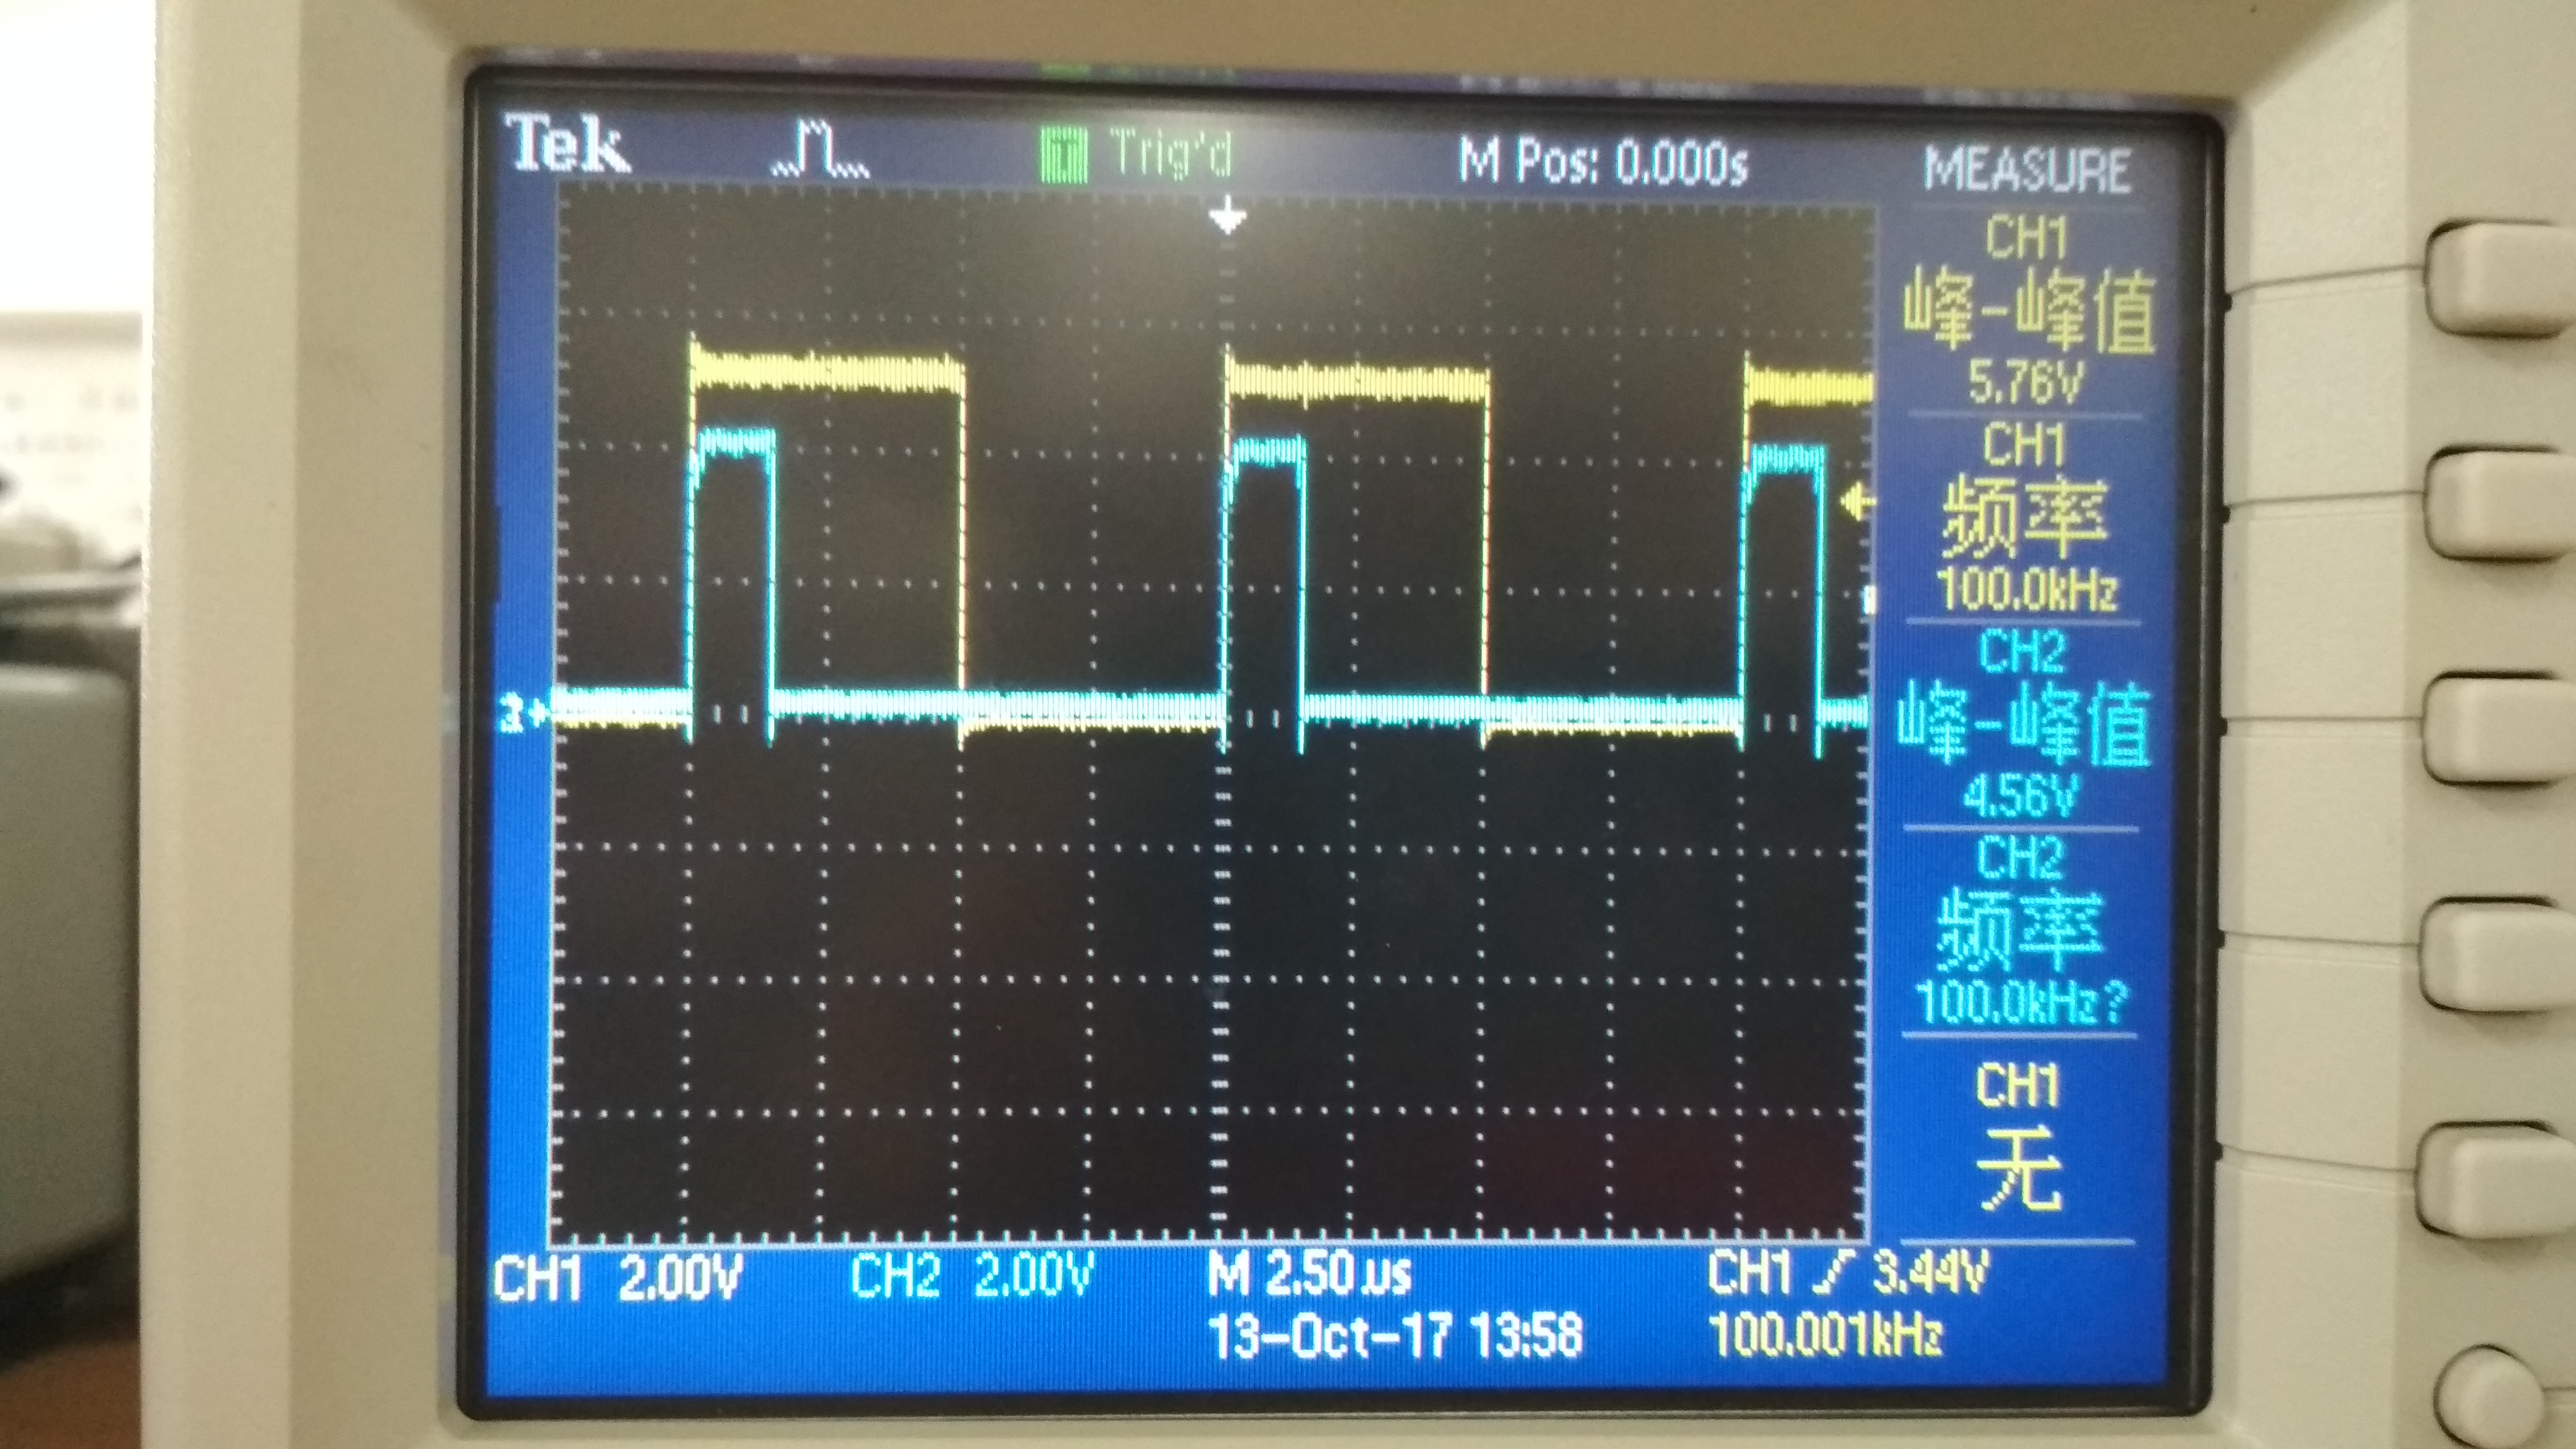 Tek T Trig'd M Pos: 0.000s MEASURE
CH1
峰-峰值
5.76V
CH1
频率
100.0kHz
CH2
峰-峰值
4.56V
CH2
频率
100.0kHz?
CH1
无
CH1 2.00V CH2 2.00V M 2.50µs CH1 3.44V
13-Oct-17 13:58 100.001kHz